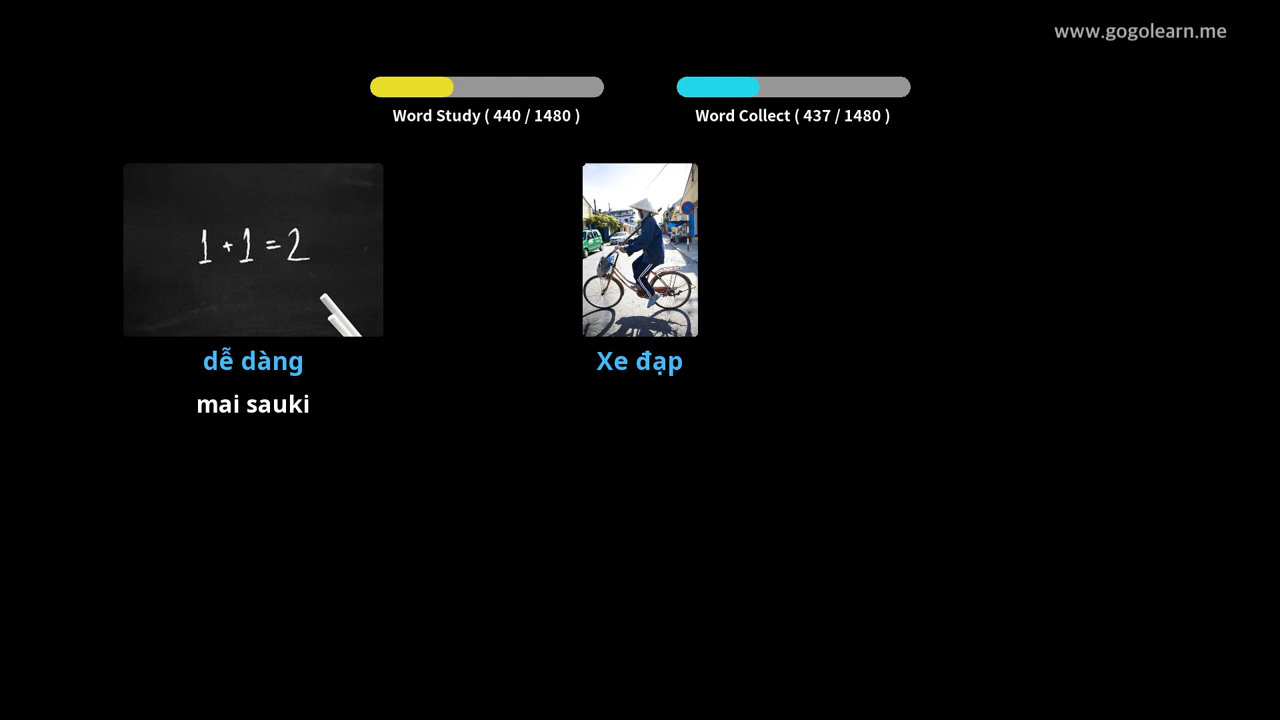 www.gogolearn.me
Word Study ( 440 / 1480 )
Word Collect ( 437 / 1480 )
1 + 1 = 2
dễ dàng
Xe đạp
mai sauki